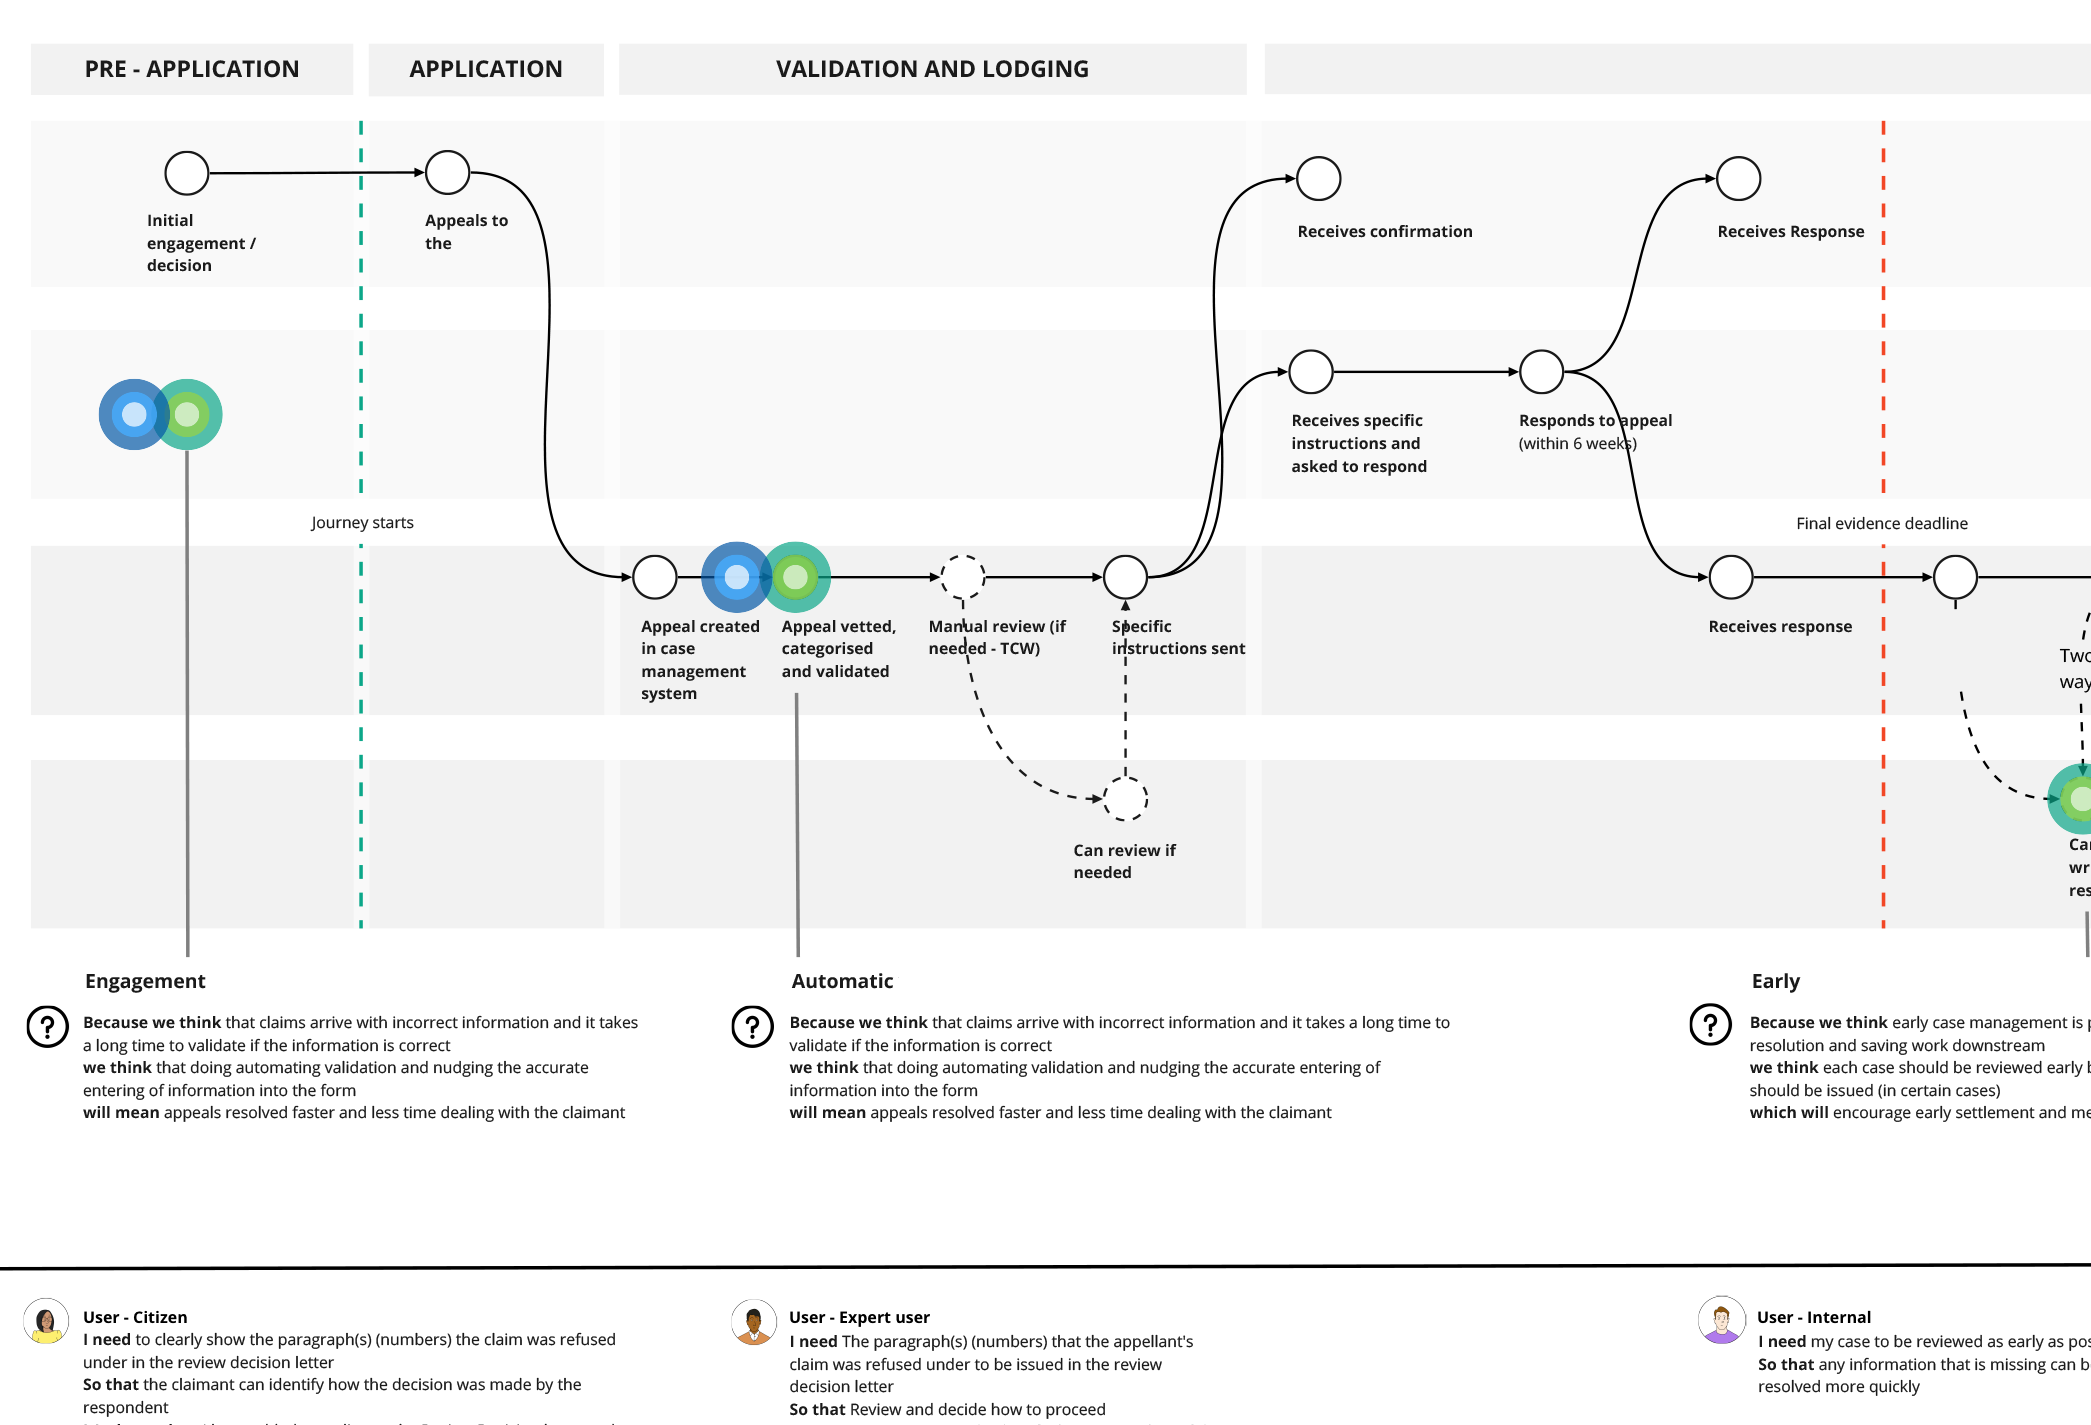 PRE - APPLICATION
APPLICATION
VALIDATION AND LODGING
Initial
engagement /
decision
Appeals to
the
Receives confirmation
Receives Response
Receives specific
instructions and
asked to respond
Responds to appeal
(within 6 weeks)
Journey starts
Final evidence deadline
Appeal created
in case
management
system
Appeal vetted,
categorised
and validated
Manual review (if
needed - TCW)
Specific
instructions sent
Receives response
Two
way
Can review if
needed
wr
res
Engagement
Because we think that claims arrive with incorrect information and it takes
a long time to validate if the information is correct
we think that doing automating validation and nudging the accurate
entering of information into the form
will mean appeals resolved faster and less time dealing with the claimant
Automatic
Because we think that claims arrive with incorrect information and it takes a long time to
validate if the information is correct
we think that doing automating validation and nudging the accurate entering of
information into the form
will mean appeals resolved faster and less time dealing with the claimant
Early
Because we think early case management is
resolution and saving work downstream
we think each case should be reviewed early
should be issued (in certain cases)
which will encourage early settlement and
User - Citizen
I need to clearly show the paragraph(s) (numbers) the claim was refused
under in the review decision letter
So that the claimant can identify how the decision was made by the
respondent
User - Expert user
I need The paragraph(s) (numbers) that the appellant's
claim was refused under to be issued in the review
decision letter
So that Review and decide how to proceed
User - Internal
I need my case to be reviewed as early as
So that any information that is missing can
resolved more quickly